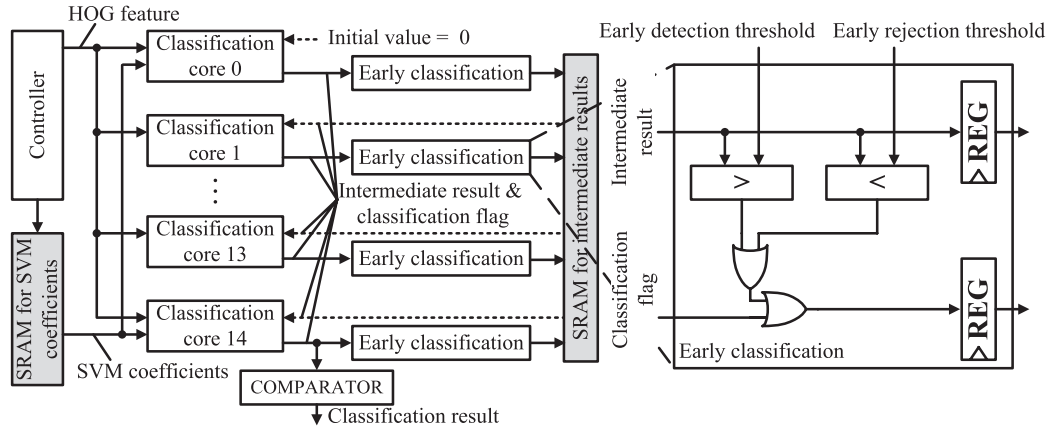 HOG feature
Controller
SRAM for SVM
coefficients
SVM coefficients
Classification
core 0
Initial value = 0
Early classification
Classification
core 1
Early classification
Intermediate result &
classification flag
Classification
core 13
Early classification
Classification
core 14
Early classification
COMPARATOR
Classification result
SRAM for intermediate results
Early detection threshold
Early rejection threshold
Intermediate
result
>
<
REG
Classification
flag
REG
Early classification